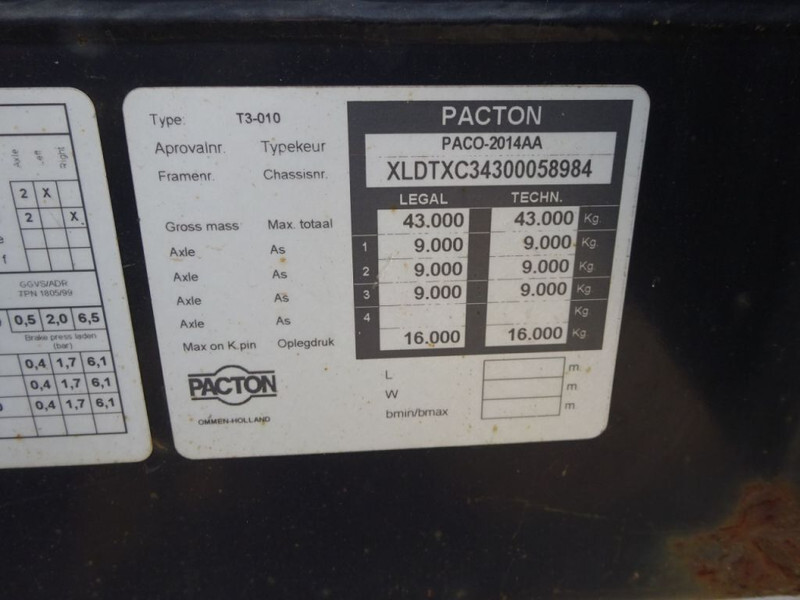 Axle Left Right
2 X
2 X
e
f
GGVS/ADR
TPN 1805/99
0,5 2,0 6,5
Brake press laden
(bar)
0,4 1,7 6,1
0,4 1,7 6,1
0,4 1,7 6,1
Type: T3-010
Aprovalnr. Typekeur
Framenr. Chassisnr.
PACTON
PACO-2014AA
XLDTXC34300058984
LEGAL TECHN.
Gross mass Max. totaal 43.000 43.000 Kg.
Axle As 1 9.000 9.000 Kg.
Axle As 2 9.000 9.000 Kg.
Axle As 3 9.000 9.000 Kg.
Axle As 4 Kg.
Max on K.pin Oplegdruk 16.000 16.000 Kg.
PACTON
OMMEN-HOLLAND
L m.
W m.
bmin/bmax m.